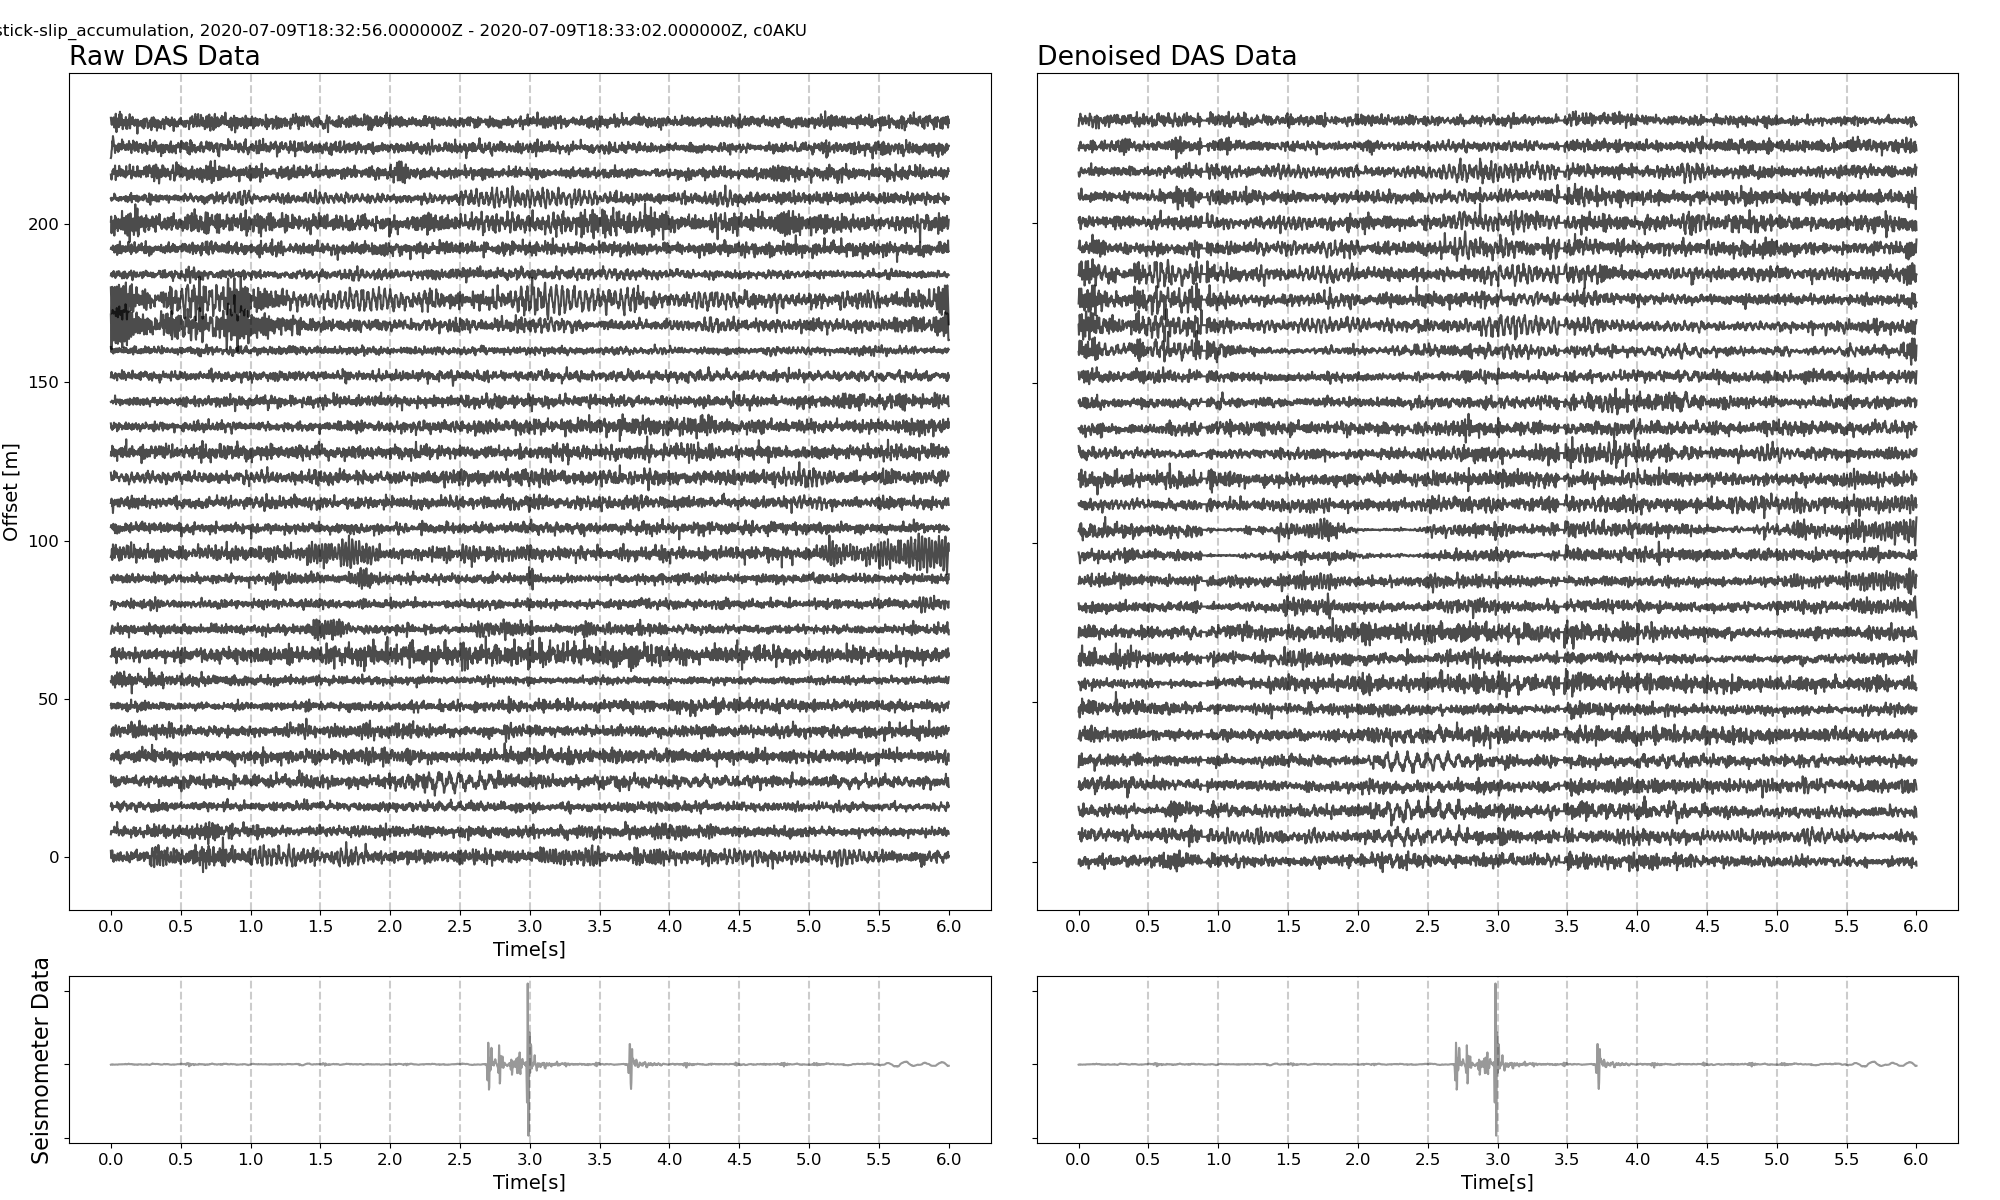 stick-slip_accumulation, 2020-07-09T18:32:56.000000Z - 2020-07-09T18:33:02.000000Z, c0AKU
Raw DAS Data
Denoised DAS Data
Offset [m]
200
150
100
50
0
0.0 0.5 1.0 1.5 2.0 2.5 3.0 3.5 4.0 4.5 5.0 5.5 6.0
Time[s]
0.0 0.5 1.0 1.5 2.0 2.5 3.0 3.5 4.0 4.5 5.0 5.5 6.0
Seismometer Data
0.0 0.5 1.0 1.5 2.0 2.5 3.0 3.5 4.0 4.5 5.0 5.5 6.0
Time[s]
0.0 0.5 1.0 1.5 2.0 2.5 3.0 3.5 4.0 4.5 5.0 5.5 6.0
Time[s]